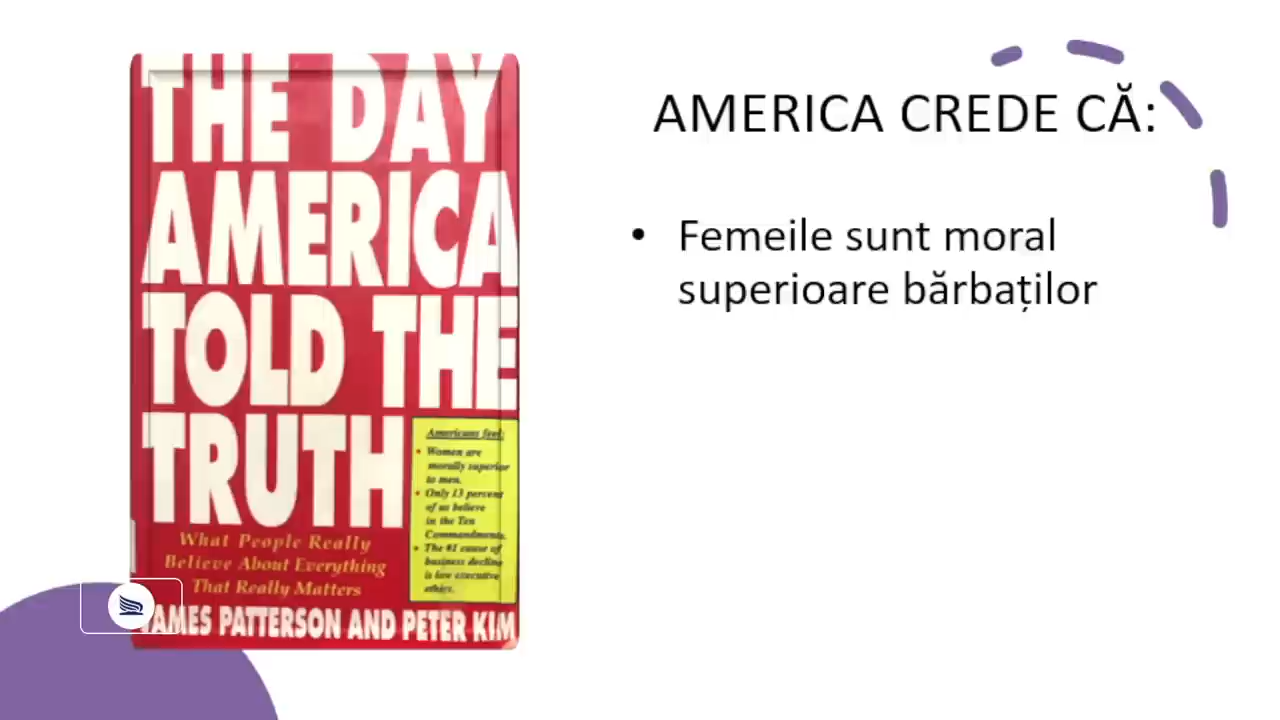 THE DAY
AMERICA
TOLD THE
TRUTH
Americans feel:
• Women are
morally superior
to men.
• Only 13 percent
of us believe
in the Ten
Commandments.
• The #1 cause of
business decline
is low executive
ethics.
What People Really
Believe About Everything
That Really Matters
JAMES PATTERSON AND PETER KIM
AMERICA CREDE CĂ:
• Femeile sunt moral
superioare bărbaților